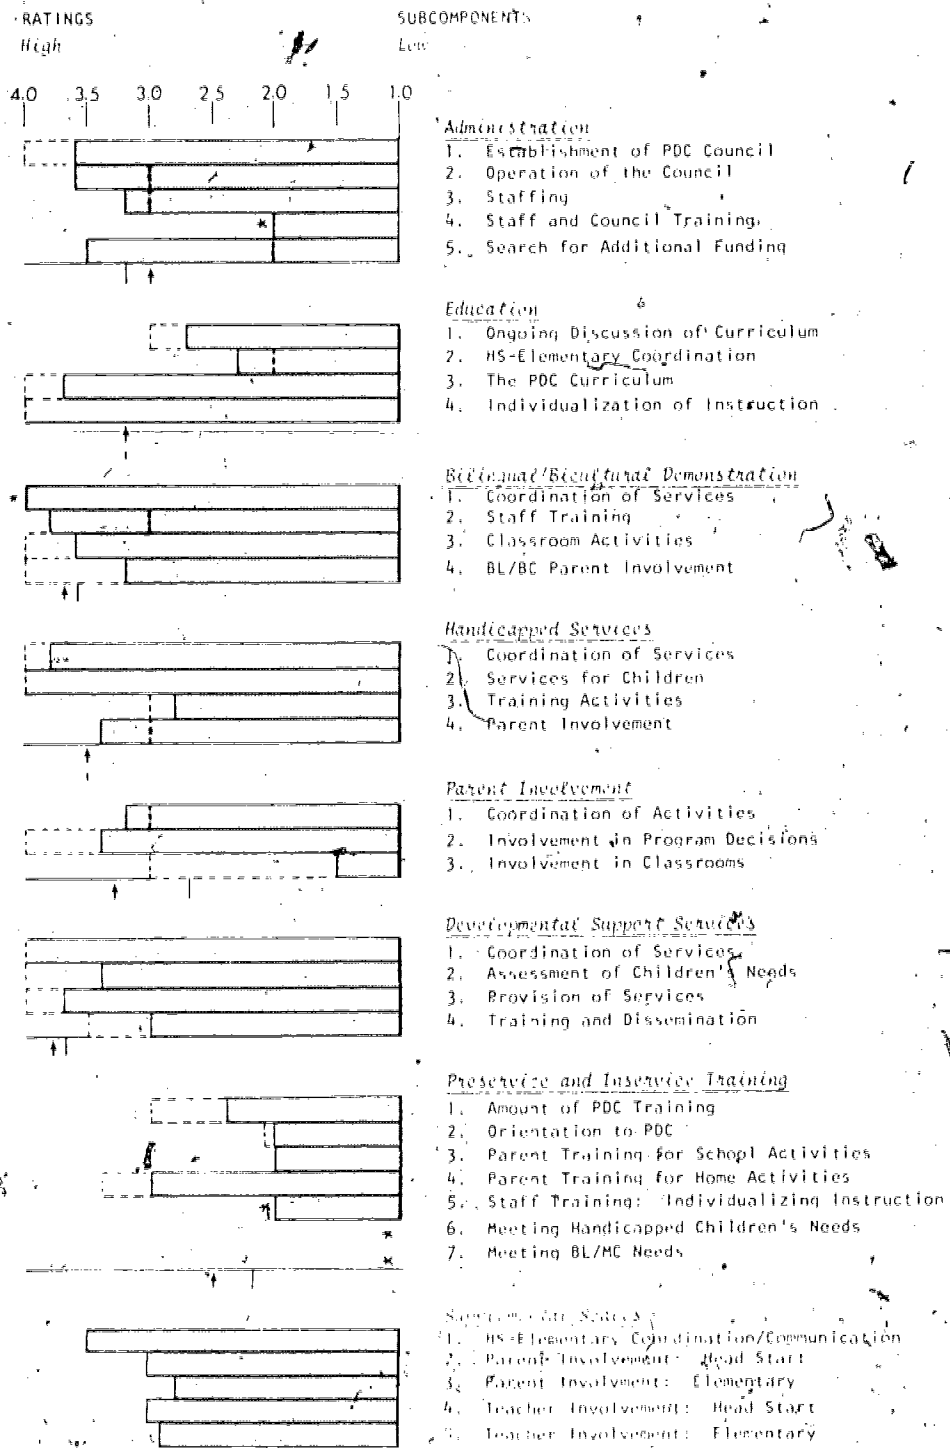 RATINGS SUBCOMPONENTS
High Low
4.0 3.5 3.0 2.5 2.0 1.5 1.0
Administration
1. Establishment of PDC Council
2. Operation of the Council
3. Staffing
4. Staff and Council Training
5. Search for Additional Funding
Education
1. Ongoing Discussion of Curriculum
2. HS-Elementary Coordination
3. The PDC Curriculum
4. Individualization of Instruction
Bilingual/Bicultural Demonstration
1. Coordination of Services
2. Staff Training
3. Classroom Activities
4. BL/BC Parent Involvement
Handicapped Services
1. Coordination of Services
2. Services for Children
3. Training Activities
4. Parent Involvement
Parent Involvement
1. Coordination of Activities
2. Involvement in Program Decisions
3. Involvement in Classrooms
Developmental Support Services
1. Coordination of Services
2. Assessment of Children's Needs
3. Provision of Services
4. Training and Dissemination
Preservice and Inservice Training
1. Amount of PDC Training
2. Orientation to PDC
3. Parent Training for School Activities
4. Parent Training for Home Activities
5. Staff Training: Individualizing Instruction
6. Meeting Handicapped Children's Needs
7. Meeting BL/MC Needs
1. HS-Elementary Coordination/Communication
2. Parent Involvement: Head Start
3. Parent Involvment: Elementary
4. Teacher Involvement: Head Start
5. Teacher Involvement: Elementary